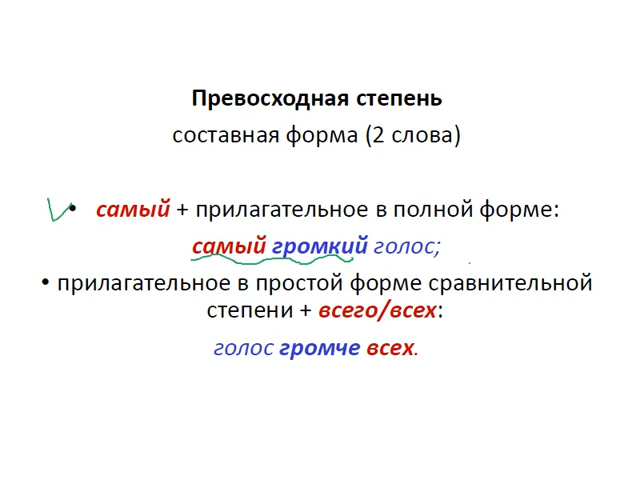 Превосходная степень
составная форма (2 слова)
• самый + прилагательное в полной форме:
самый громкий голос;
• прилагательное в простой форме сравнительной
степени + всего/всех:
голос громче всех.